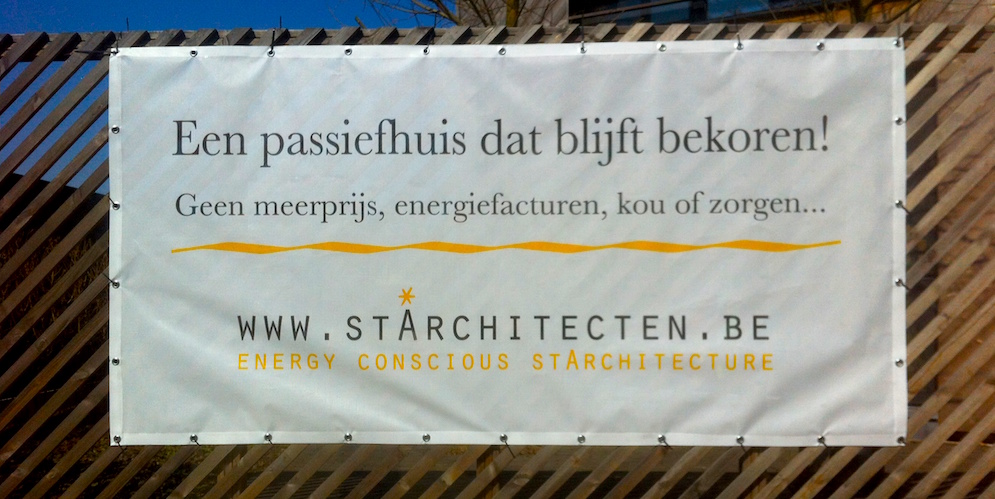 Een passiefhuis dat blijft bekoren!
Geen meerprijs, energiefacturen, kou of zorgen...
WWW.STARCHITECTEN.BE
ENERGY CONSCIOUS STARCHITECTURE